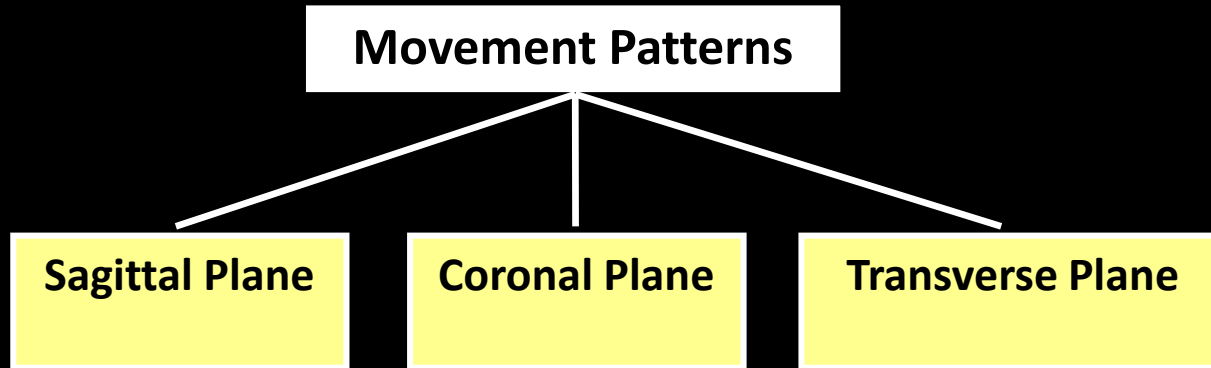 Movement Patterns
Sagittal Plane
Coronal Plane
Transverse Plane